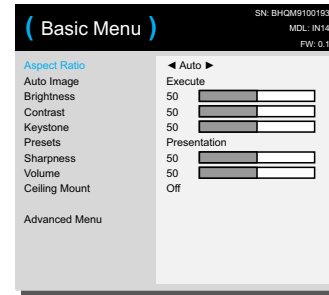 SN: BHQM9100193
( Basic Menu )
MDL: IN14
FW: 0.1
Aspect Ratio ◄ Auto ►
Auto Image Execute
Brightness 50
Contrast 50
Keystone 50
Presets Presentation
Sharpness 50
Volume 50
Ceiling Mount Off
Advanced Menu